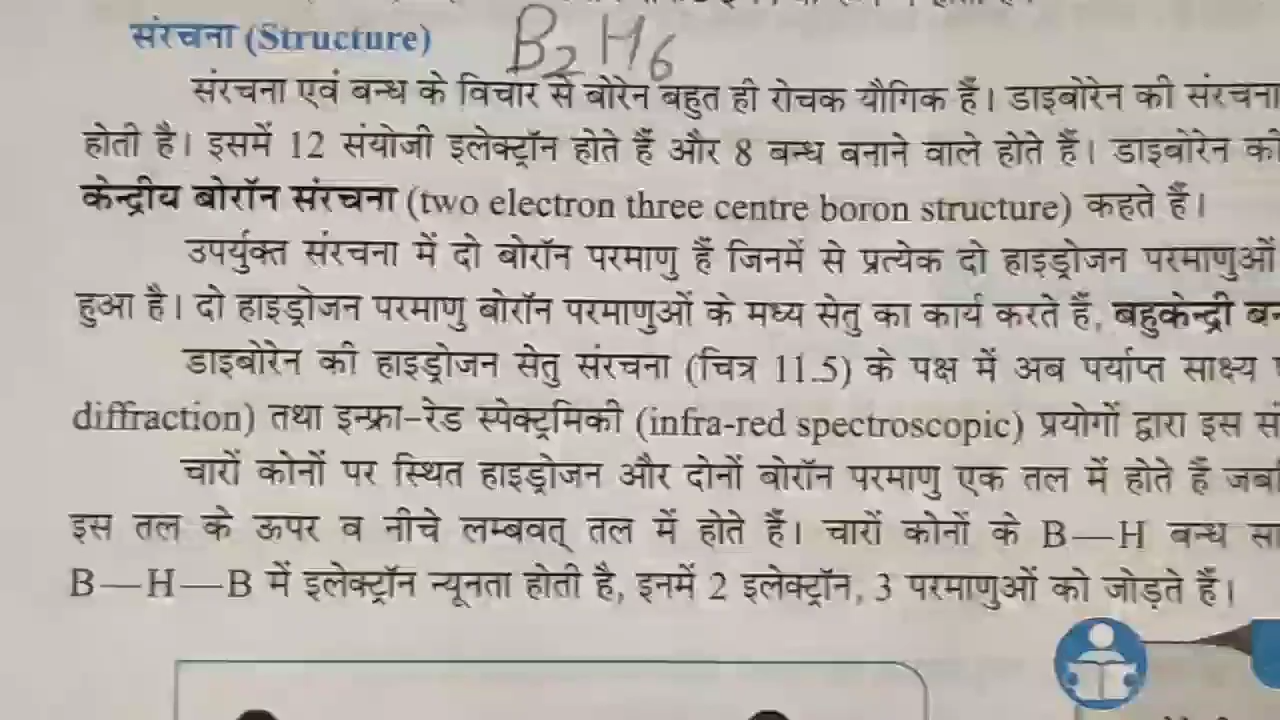 संरचना (Structure) B2H6
संरचना एवं बन्ध के विचार से बोरेन बहुत ही रोचक यौगिक हैं। डाइबोरेन की संरचना
होती है। इसमें 12 संयोजी इलेक्ट्रॉन होते हैं और 8 बन्ध बनाने वाले होते हैं। डाइबोरेन को
केन्द्रीय बोरॉन संरचना (two electron three centre boron structure) कहते हैं।
उपर्युक्त संरचना में दो बोरॉन परमाणु हैं जिनमें से प्रत्येक दो हाइड्रोजन परमाणुओं
हुआ है। दो हाइड्रोजन परमाणु बोरॉन परमाणुओं के मध्य सेतु का कार्य करते हैं, बहुकेन्द्री
डाइबोरेन की हाइड्रोजन सेतु संरचना (चित्र 11.5) के पक्ष में अब पर्याप्त साक्ष्य
diffraction) तथा इन्फ्रा-रेड स्पेक्ट्रमिकी (infra-red spectroscopic) प्रयोगों द्वारा इस
चारों कोनों पर स्थित हाइड्रोजन और दोनों बोरॉन परमाणु एक तल में होते हैं
इस तल के ऊपर व नीचे लम्बवत् तल में होते हैं। चारों कोनों के B—H बन्ध
B—H—B में इलेक्ट्रॉन न्यूनता होती है, इनमें 2 इलेक्ट्रॉन, 3 परमाणुओं को जोड़ते हैं।